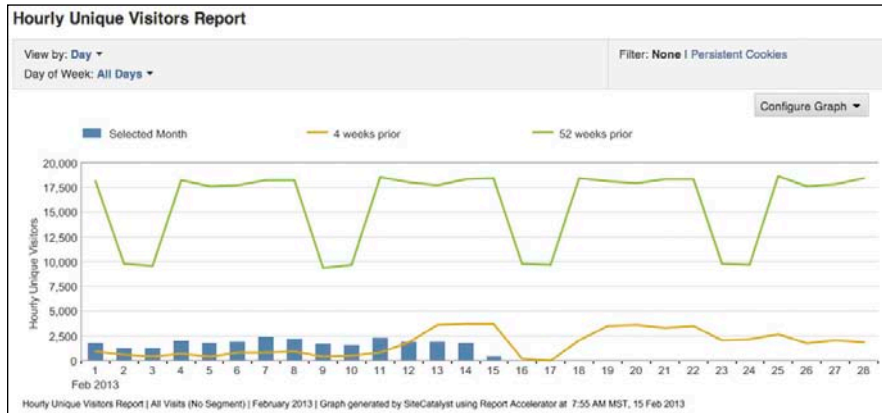 Hourly Unique Visitors Report
View by: Day
Day of Week: All Days
Filter: None | Persistent Cookies
Configure Graph
Selected Month
4 weeks prior
52 weeks prior
Hourly Unique Visitors
20,000
17,500
15,000
12,500
10,000
7,500
5,000
2,500
0
1 2 3 4 5 6 7 8 9 10 11 12 13 14 15 16 17 18 19 20 21 22 23 24 25 26 27 28
Feb 2013
Hourly Unique Visitors Report | All Visits (No Segment) | February 2013 | Graph generated by SiteCatalyst using Report Accelerator at 7:55 AM MST, 15 Feb 2013